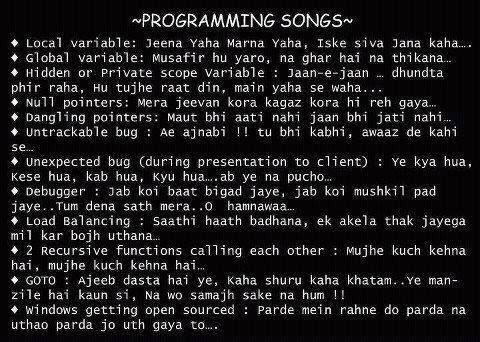 ~PROGRAMMING SONGS~
♦ Local variable: Jeena Yaha Marna Yaha, Iske siva Jana kaha….
♦ Global variable: Musafir hu yaro, na ghar hai na thikana…
♦ Hidden or Private scope Variable : Jaan-e-jaan … dhundta
phir raha, Hu tujhe raat din, main yaha se waha...
♦ Null pointers: Mera jeevan kora kagaz kora hi reh gaya…
♦ Dangling pointers: Maut bhi aati nahi jaan bhi jati nahi…
♦ Untrackable bug : Ae ajnabi !! tu bhi kabhi, awaaz de kahi
se…
♦ Unexpected bug (during presentation to client) : Ye kya hua,
Kese hua, kab hua, Kyu hua….ab ye na pucho…
♦ Debugger : Jab koi baat bigad jaye, jab koi mushkil pad
jaye..Tum dena sath mera..O  hamnawaa…
♦ Load Balancing : Saathi haath badhana, ek akela thak jayega
mil kar bojh uthana…
♦ 2 Recursive functions calling each other : Mujhe kuch kehna
hai, mujhe kuch kehna hai…
♦ GOTO : Ajeeb dasta hai ye, Kaha shuru kaha khatam..Ye man-
zile hai kaun si, Na wo samajh sake na hum !!
♦ Windows getting open sourced : Parde mein rahne do parda na
uthao parda jo uth gaya to….